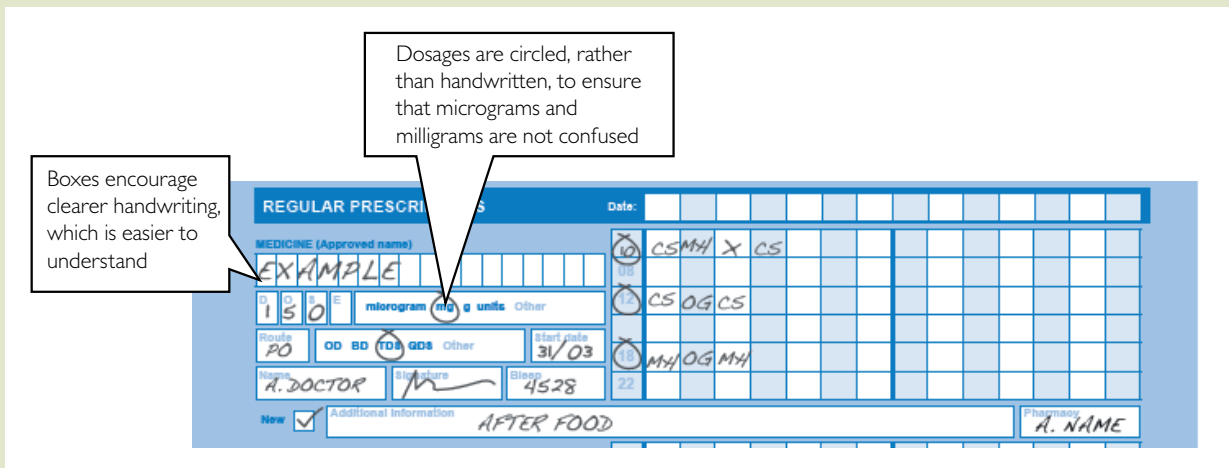 Dosages are circled, rather
than handwritten, to ensure
that micrograms and
milligrams are not confused
Boxes encourage
clearer handwriting,
which is easier to
understand
REGULAR PRESCRI S Date:
MEDICINE (Approved name)
EXAMPLE
10 CS MH X CS
08
DOSE
150 microgram mg g units Other
12 CS OG CS
Route PO OD BD TDS QDS Other Start date 31/03
18 MH OG MH
Name A. DOCTOR Signature Bleep 4528
22
New Additional Information AFTER FOOD Pharmacy A. NAME